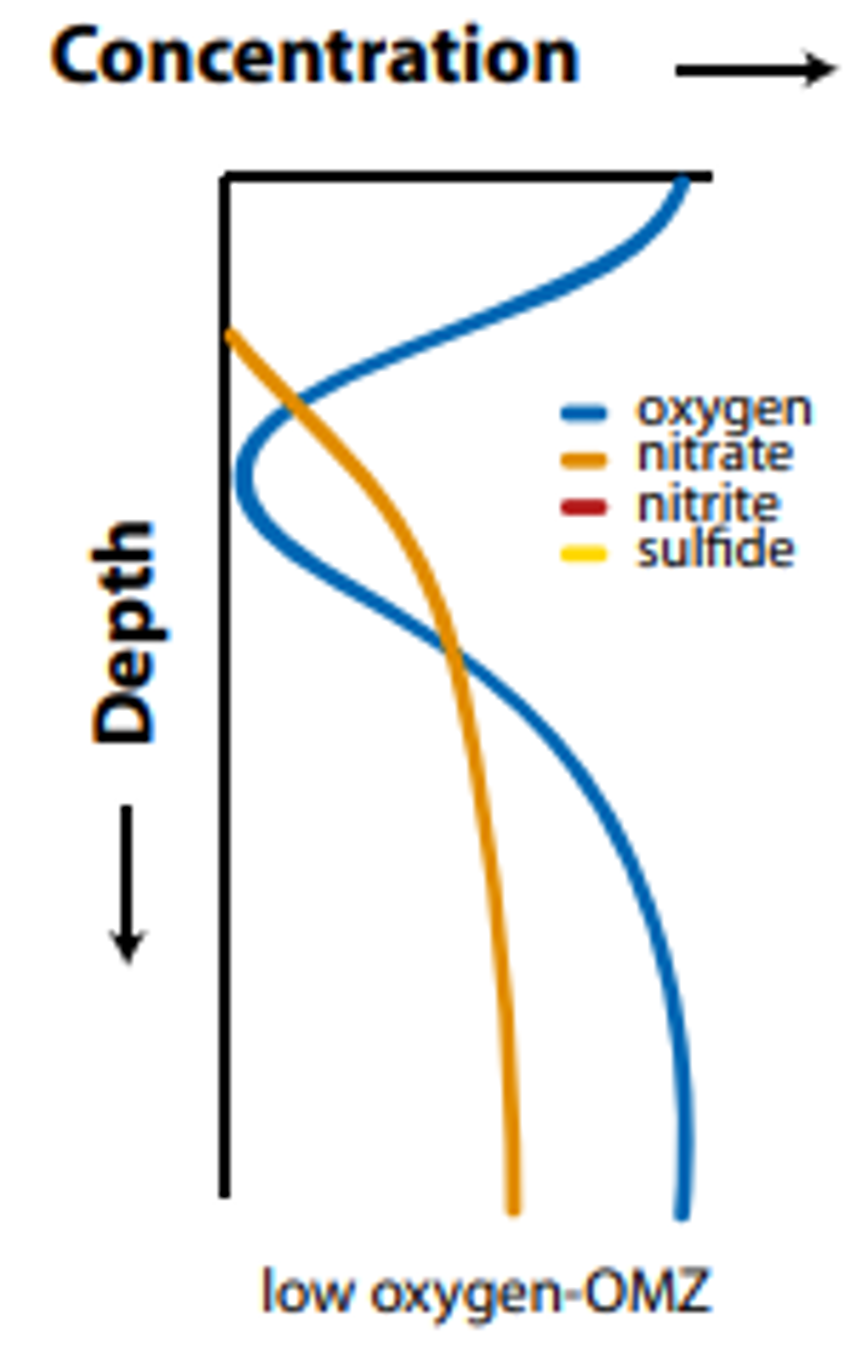 Concentration
oxygen
nitrate
nitrite
sulfide
Depth
low oxygen-OMZ